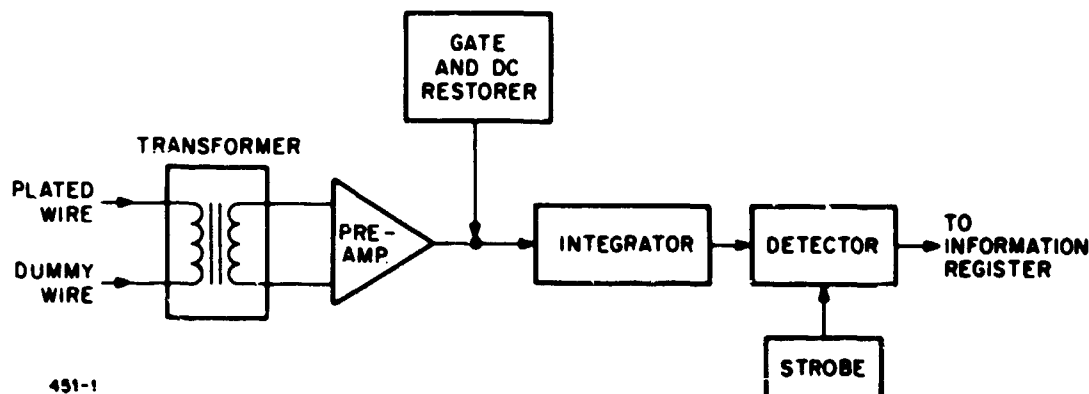 GATE
AND DC
RESTORER
TRANSFORMER
PLATED
WIRE
DUMMY
WIRE
PRE-
AMP.
INTEGRATOR
DETECTOR
TO
INFORMATION
REGISTER
STROBE
451-1